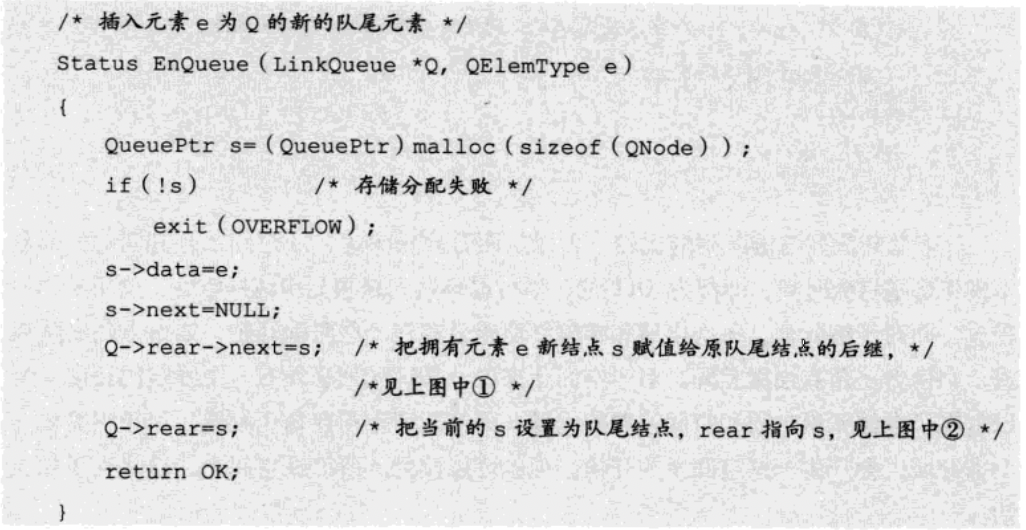 /* 插入元素 e 为 Q 的新的队尾元素 */
Status EnQueue(LinkQueue *Q, QElemType e)
{
QueuePtr s=(QueuePtr)malloc(sizeof(QNode));
if(!s) /* 存储分配失败 */
exit(OVERFLOW);
s->data=e;
s->next=NULL;
Q->rear->next=s; /* 把拥有元素 e 新结点 s 赋值给原队尾结点的后继，*/
/*见上图中① */
Q->rear=s; /* 把当前的 s 设置为队尾结点，rear 指向 s，见上图中② */
return OK;
}